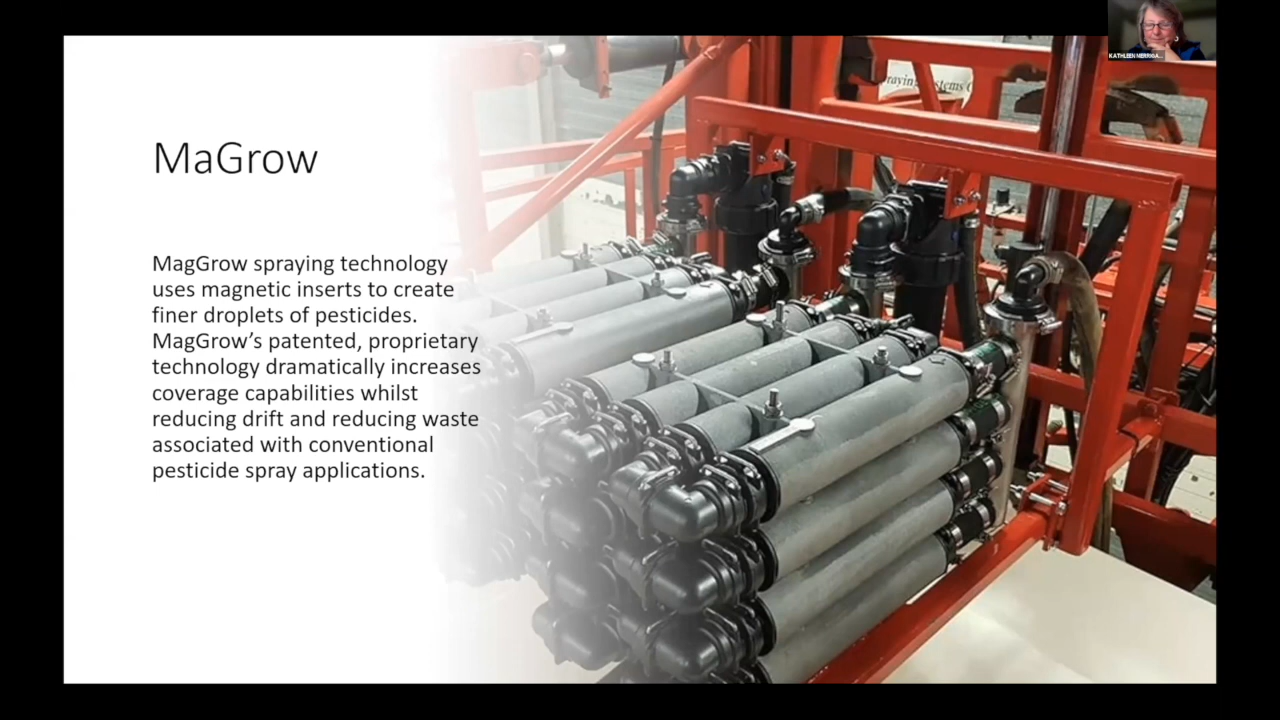 MaGrow
MagGrow spraying technology
uses magnetic inserts to create
finer droplets of pesticides.
MagGrow’s patented, proprietary
technology dramatically increases
coverage capabilities whilst
reducing drift and reducing waste
associated with conventional
pesticide spray applications.